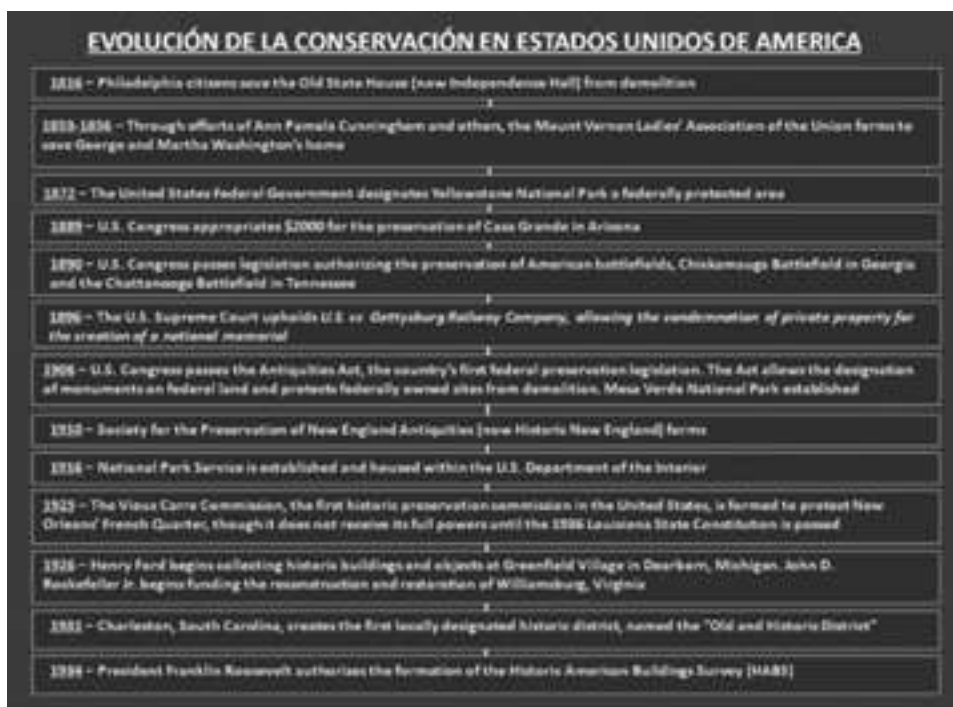 EVOLUCIÓN DE LA CONSERVACIÓN EN ESTADOS UNIDOS DE AMERICA
1816 – Philadelphia citizens save the Old State House [now Independence Hall] from demolition
1853-1856 – Through efforts of Ann Pamela Cunningham and others, the Mount Vernon Ladies' Association of the Union forms to
save George and Martha Washington's home
1872 – The United States Federal Government designates Yellowstone National Park a federally protected area
1889 – U.S. Congress appropriates $2000 for the preservation of Casa Grande in Arizona
1890 – U.S. Congress passes legislation authorizing the preservation of American battlefields, Chickamauga Battlefield in Georgia
and the Chattanooga Battlefield in Tennessee
1896 – The U.S. Supreme Court upholds U.S. vs Gettysburg Railway Company, allowing the condemnation of private property for
the creation of a national memorial
1906 – U.S. Congress passes the Antiquities Act, the country's first federal preservation legislation. The Act allows the designation
of monuments on federal land and protects federally owned sites from demolition. Mesa Verde National Park established
1910 – Society for the Preservation of New England Antiquities [now Historic New England] forms
1916 – National Park Service is established and housed within the U.S. Department of the Interior
1925 – The Vieux Carre Commission, the first historic preservation commission in the United States, is formed to protect New
Orleans' French Quarter, though it does not receive its full powers until the 1936 Louisiana State Constitution is passed
1926 – Henry Ford begins collecting historic buildings and objects at Greenfield Village in Dearborn, Michigan. John D.
Rockefeller Jr. begins funding the reconstruction and restoration of Williamsburg, Virginia
1931 – Charleston, South Carolina, creates the first locally designated historic district, named the "Old and Historic District"
1934 – President Franklin Roosevelt authorizes the formation of the Historic American Buildings Survey [HABS]